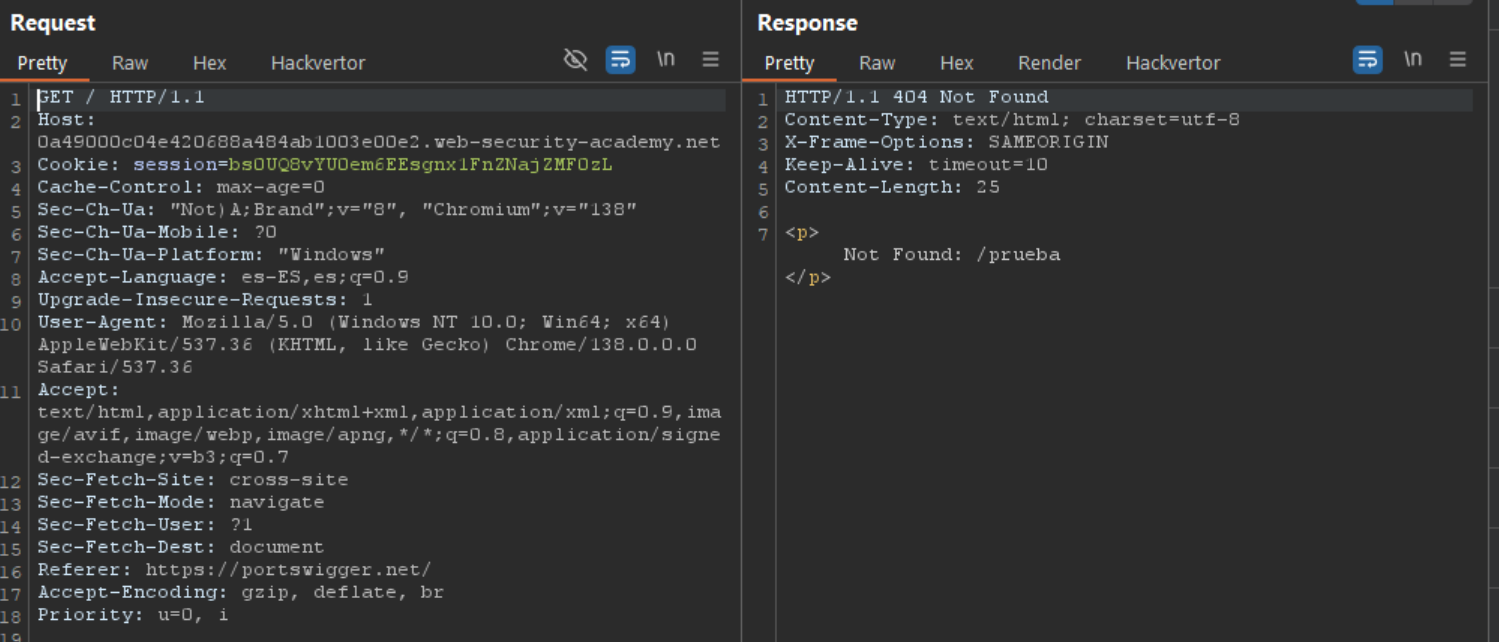 Request
Pretty Raw Hex Hackvertor \n
1 GET / HTTP/1.1
2 Host:
0a49000c04e420688a484ab1003e00e2.web-security-academy.net
3 Cookie: session=bs0UQ8vYU0em6EEsgnx1FnZNajZMF0zL
4 Cache-Control: max-age=0
5 Sec-Ch-Ua: "Not)A;Brand";v="8", "Chromium";v="138"
6 Sec-Ch-Ua-Mobile: ?0
7 Sec-Ch-Ua-Platform: "Windows"
8 Accept-Language: es-ES,es;q=0.9
9 Upgrade-Insecure-Requests: 1
10 User-Agent: Mozilla/5.0 (Windows NT 10.0; Win64; x64)
AppleWebKit/537.36 (KHTML, like Gecko) Chrome/138.0.0.0
Safari/537.36
11 Accept:
text/html,application/xhtml+xml,application/xml;q=0.9,ima
ge/avif,image/webp,image/apng,*/*;q=0.8,application/signe
d-exchange;v=b3;q=0.7
12 Sec-Fetch-Site: cross-site
13 Sec-Fetch-Mode: navigate
14 Sec-Fetch-User: ?1
15 Sec-Fetch-Dest: document
16 Referer: https://portswigger.net/
17 Accept-Encoding: gzip, deflate, br
18 Priority: u=0, i
19
Response
Pretty Raw Hex Render Hackvertor \n
1 HTTP/1.1 404 Not Found
2 Content-Type: text/html; charset=utf-8
3 X-Frame-Options: SAMEORIGIN
4 Keep-Alive: timeout=10
5 Content-Length: 25
6
7 <p>
Not Found: /prueba
</p>